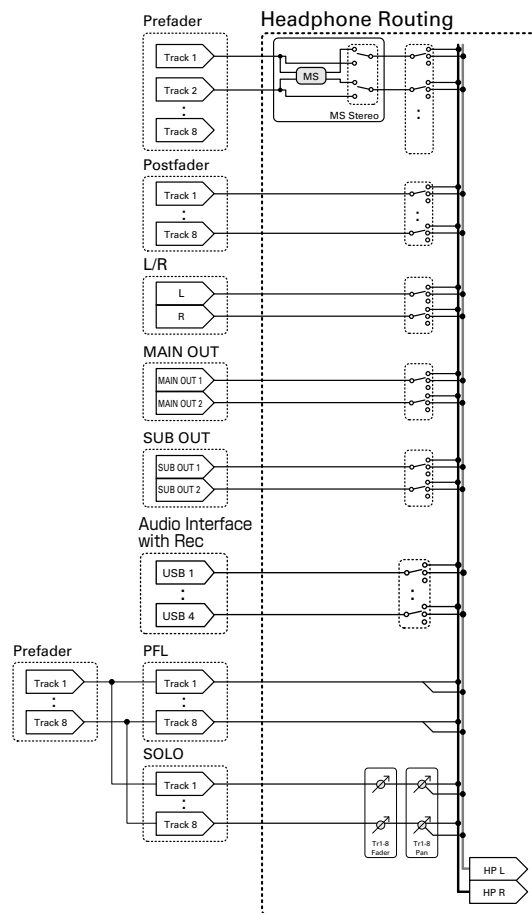 Prefader
Headphone Routing
Track 1
Track 2
:
Track 8
MS
MS Stereo
:
Postfader
Track 1
:
Track 8
:
L/R
L
R
MAIN OUT
MAIN OUT 1
MAIN OUT 2
SUB OUT
SUB OUT 1
SUB OUT 2
Audio Interface
with Rec
USB 1
:
USB 4
:
Prefader
Track 1
:
Track 8
PFL
Track 1
:
Track 8
SOLO
Track 1
:
Track 8
Tr1-8
Fader
Tr1-8
Pan
HP L
HP R